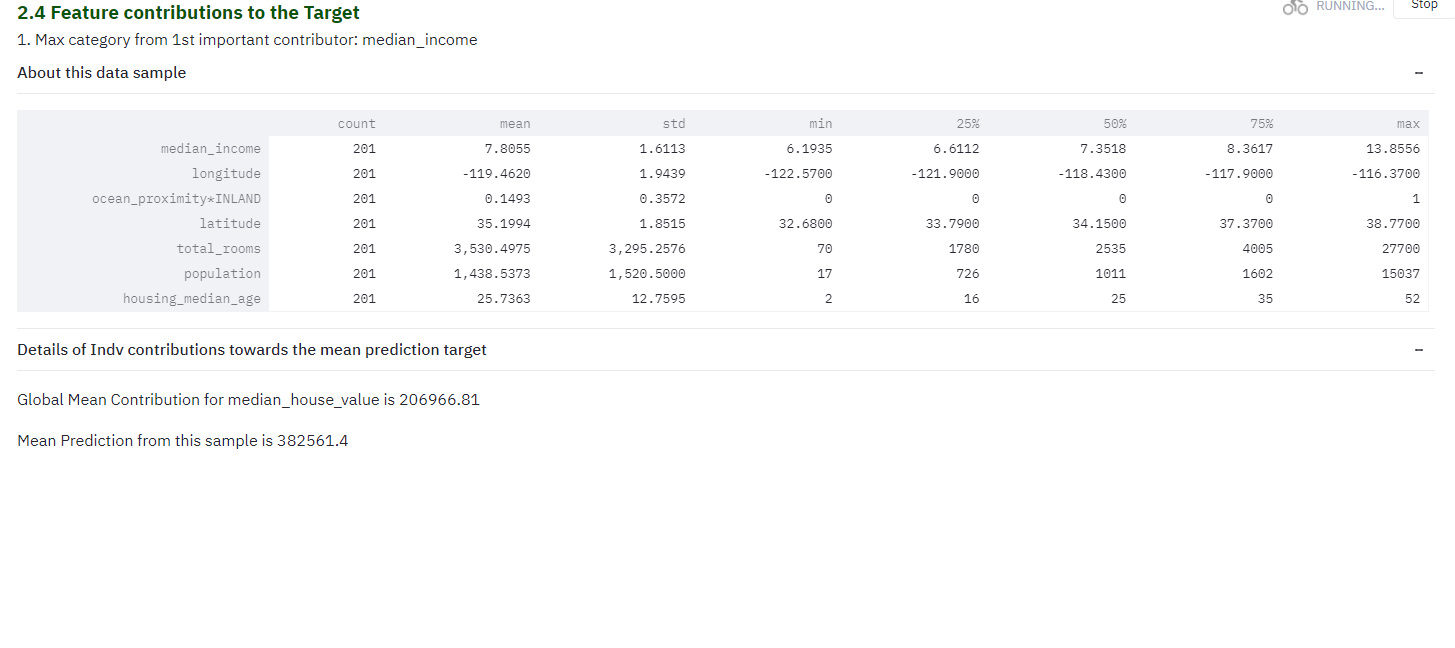 2.4 Feature contributions to the Target
RUNNING...
Stop
1. Max category from 1st important contributor: median_income
About this data sample
−
count mean std min 25% 50% 75% max
median_income 201 7.8055 1.6113 6.1935 6.6112 7.3518 8.3617 13.8556
longitude 201 -119.4620 1.9439 -122.5700 -121.9000 -118.4300 -117.9000 -116.3700
ocean_proximity*INLAND 201 0.1493 0.3572 0 0 0 0 1
latitude 201 35.1994 1.8515 32.6800 33.7900 34.1500 37.3700 38.7700
total_rooms 201 3,530.4975 3,295.2576 70 1780 2535 4005 27700
population 201 1,438.5373 1,520.5000 17 726 1011 1602 15037
housing_median_age 201 25.7363 12.7595 2 16 25 35 52
Details of Indv contributions towards the mean prediction target
−
Global Mean Contribution for median_house_value is 206966.81
Mean Prediction from this sample is 382561.4